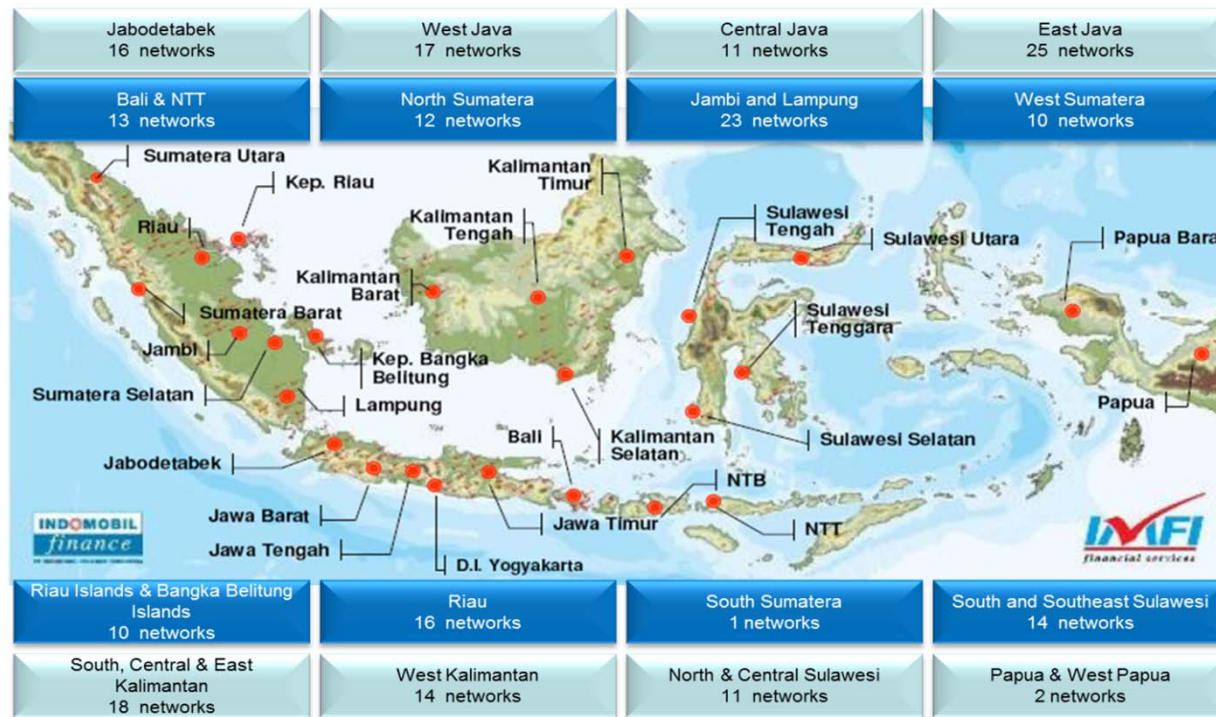 Jabodetabek
16 networks
West Java
17 networks
Central Java
11 networks
East Java
25 networks
Bali & NTT
13 networks
North Sumatera
12 networks
Jambi and Lampung
23 networks
West Sumatera
10 networks
Sumatera Utara
Kep. Riau
Riau
Kalimantan
Timur
Kalimantan
Tengah
Sulawesi
Tengah
Sulawesi Utara
Papua Bara
Kalimantan
Barat
Sumatera Barat
Sulawesi
Tenggara
Jambi
Kep. Bangka
Belitung
Sumatera Selatan
Lampung
Papua
Bali
Kalimantan
Selatan
Sulawesi Selatan
Jabodetabek
NTB
Jawa Barat
Jawa Timur
NTT
Jawa Tengah
D.I. Yogyakarta
INDOMOBIL
finance
IMFI
financial services
Riau Islands & Bangka Belitung
Islands
10 networks
Riau
16 networks
South Sumatera
1 networks
South and Southeast Sulawesi
14 networks
South, Central & East
Kalimantan
18 networks
West Kalimantan
14 networks
North & Central Sulawesi
11 networks
Papua & West Papua
2 networks